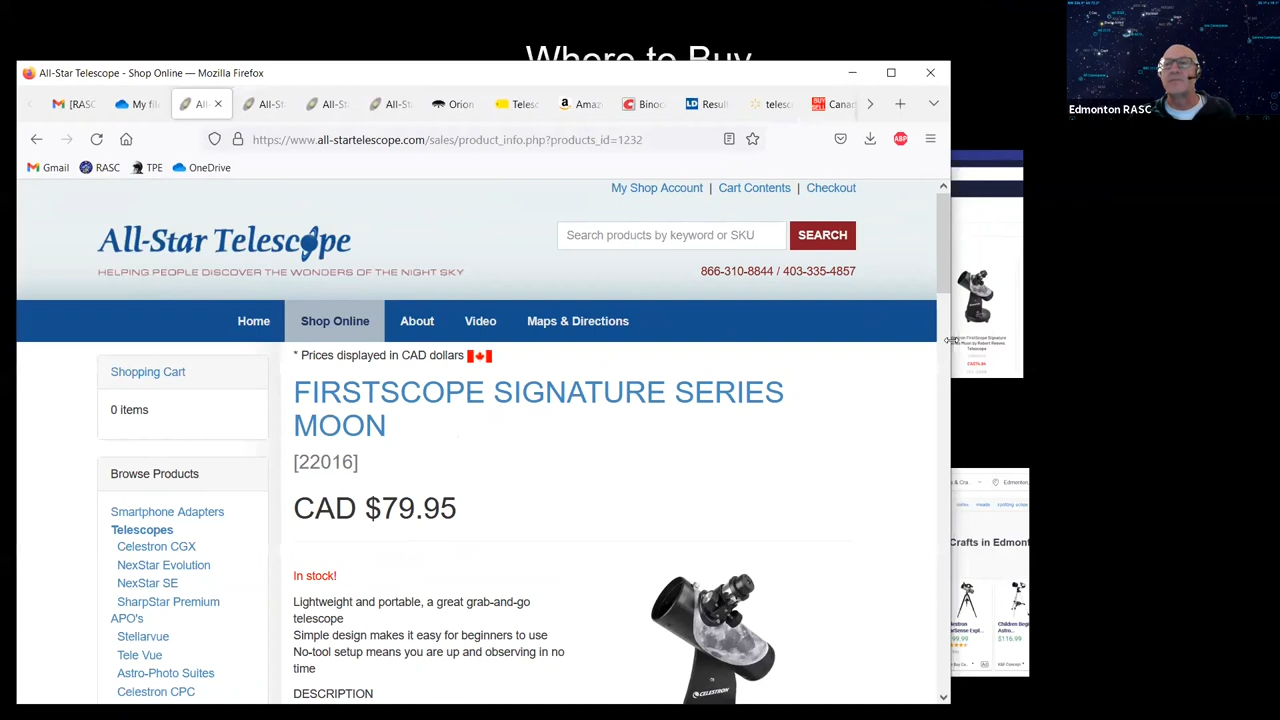 Where to Buy
All-Star Telescope - Shop Online — Mozilla Firefox
[RASC
My fil
All-
All-St
All-St
All-St
Orion
Telesc
Amaz
Binoc
Resul
telesc
Canad
https://www.all-startelescope.com/sales/product_info.php?products_id=1232
ABP
Gmail
RASC
TPE
OneDrive
My Shop Account | Cart Contents | Checkout
All-Star Telescope
HELPING PEOPLE DISCOVER THE WONDERS OF THE NIGHT SKY
Search products by keyword or SKU
SEARCH
866-310-8844 / 403-335-4857
Home
Shop Online
About
Video
Maps & Directions
* Prices displayed in CAD dollars
Shopping Cart
0 items
Browse Products
Smartphone Adapters
Telescopes
Celestron CGX
NexStar Evolution
NexStar SE
SharpStar Premium
APO's
Stellarvue
Tele Vue
Astro-Photo Suites
Celestron CPC
FIRSTSCOPE SIGNATURE SERIES
MOON
[22016]
CAD $79.95
In stock!
Lightweight and portable, a great grab-and-go
telescope
Simple design makes it easy for beginners to use
No-tool setup means you are up and observing in no
time
DESCRIPTION
CELESTRON
Edmonton RASC
Crafts in Edmont
$116.99